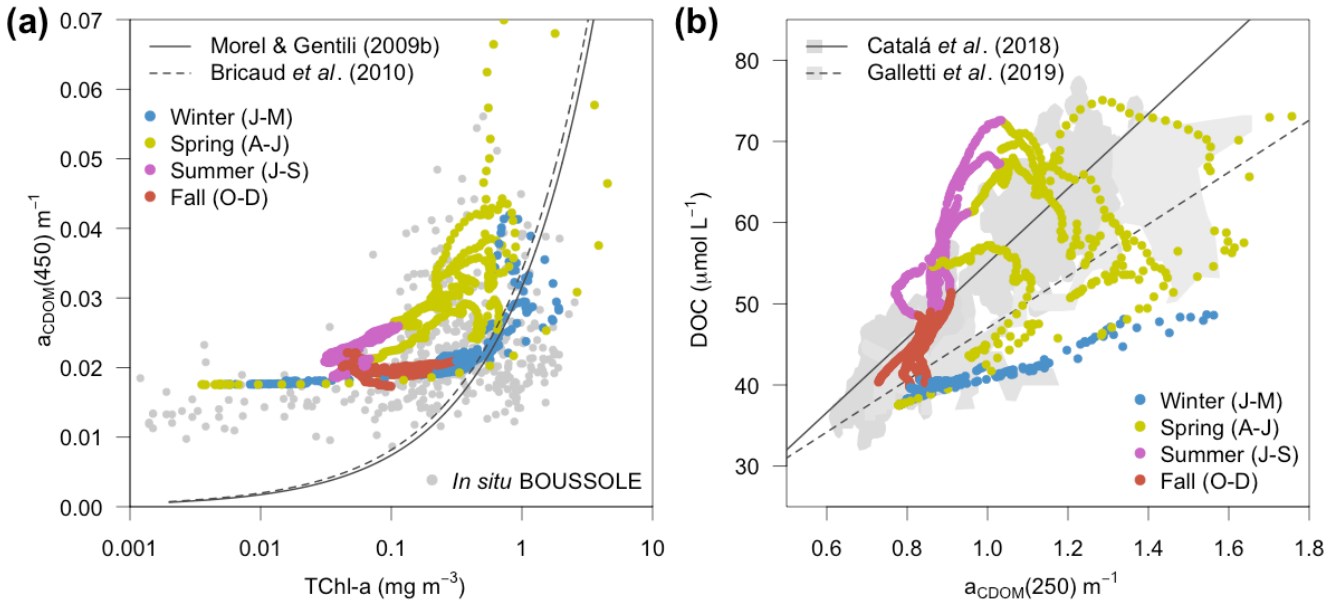 (a)
0.07
0.06
0.05
0.04
0.03
0.02
0.01
0.00
aCDOM(450) m−1
Morel & Gentili (2009b)
Bricaud et al. (2010)
Winter (J-M)
Spring (A-J)
Summer (J-S)
Fall (O-D)
In situ BOUSSOLE
0.001 0.01 0.1 1 10
TChl-a (mg m−3)
(b)
80
70
60
50
40
30
DOC (μmol L−1)
Catalá et al. (2018)
Galletti et al. (2019)
Winter (J-M)
Spring (A-J)
Summer (J-S)
Fall (O-D)
0.6 0.8 1.0 1.2 1.4 1.6 1.8
aCDOM(250) m−1